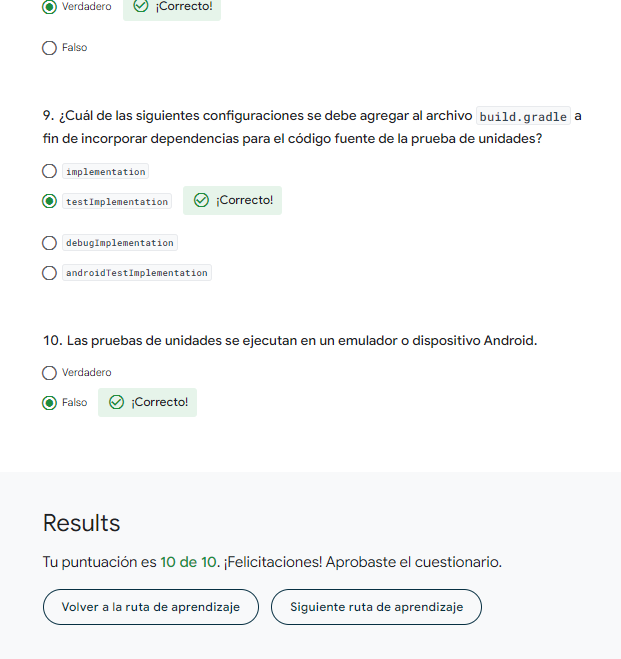 Verdadero ¡Correcto!
Falso
9. ¿Cuál de las siguientes configuraciones se debe agregar al archivo build.gradle a
fin de incorporar dependencias para el código fuente de la prueba de unidades?
implementation
testImplementation ¡Correcto!
debugImplementation
androidTestImplementation
10. Las pruebas de unidades se ejecutan en un emulador o dispositivo Android.
Verdadero
Falso ¡Correcto!
Results
Tu puntuación es 10 de 10. ¡Felicitaciones! Aprobaste el cuestionario.
Volver a la ruta de aprendizaje Siguiente ruta de aprendizaje